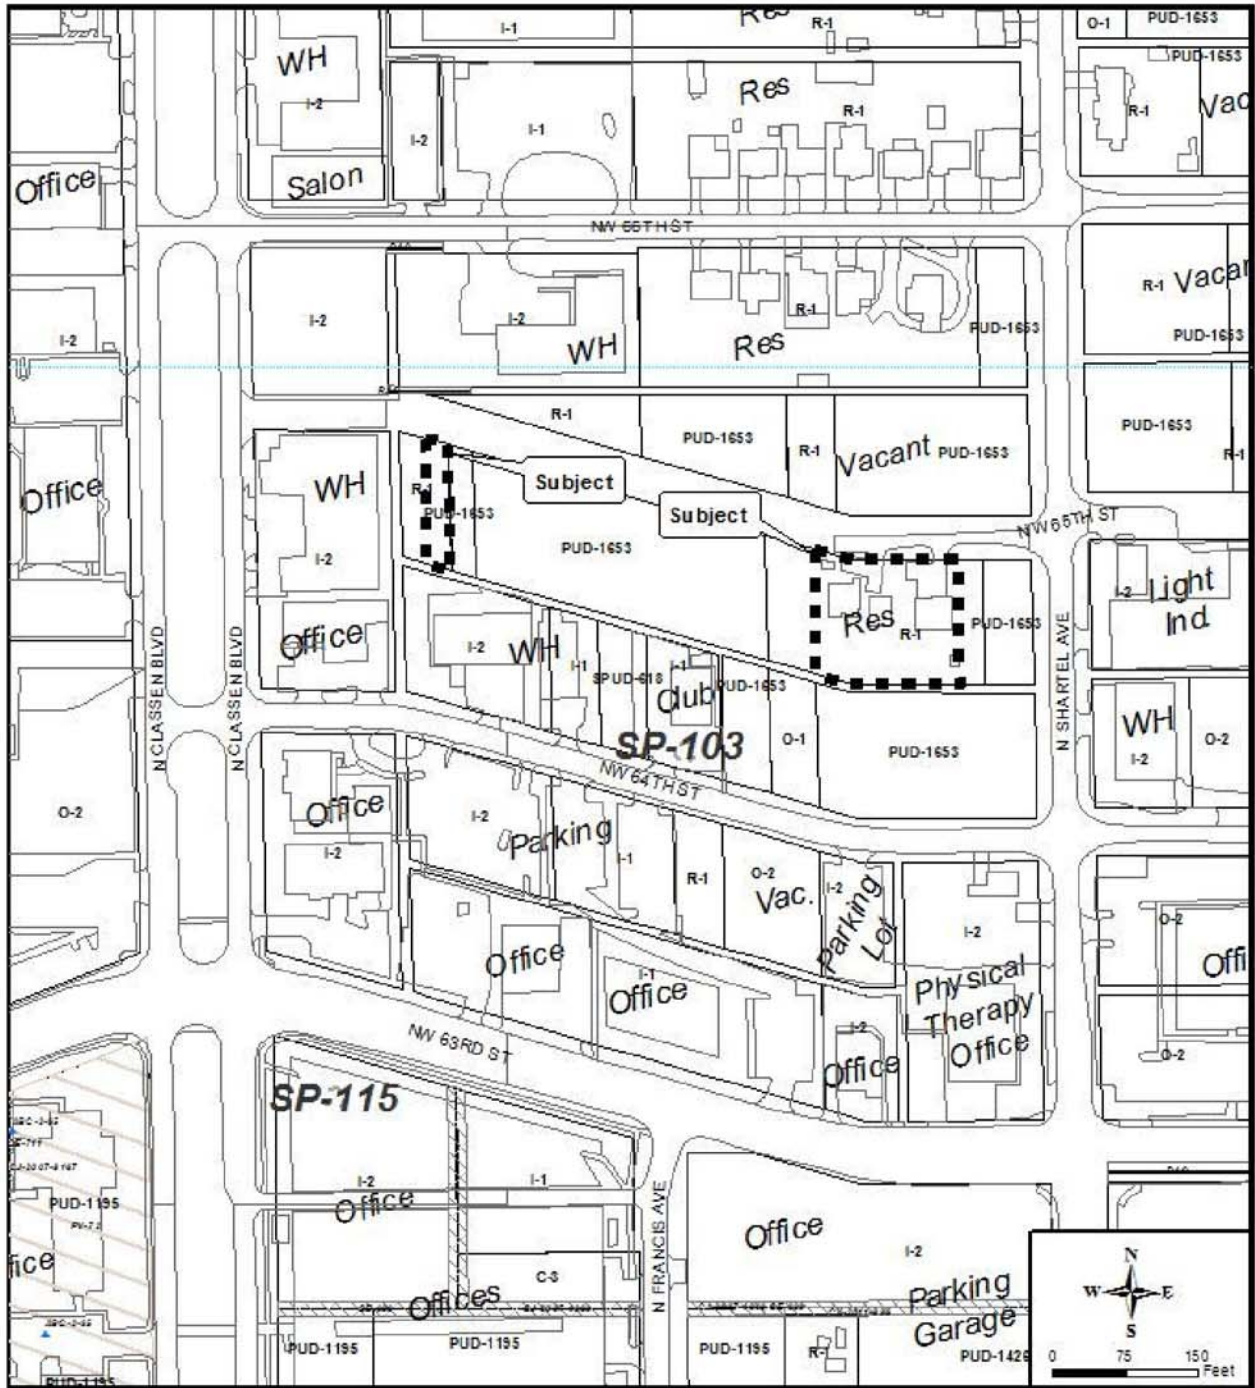 Res
I-1
R-1
O-1
PUD-1653
PUD-1653
WH
I-2
Res
R-1
I-1
I-2
R-1
Vac
Office
Salon
NW 66TH ST
I-2
I-2
WH
Res
R-1
PUD-1653
R-1
Vacar
PUD-1653
I-2
R-1
PUD-1653
R-1
Vacant
PUD-1653
PUD-1653
R-1
Office
WH
I-2
Subject
Subject
R-1
PUD-1653
PUD-1653
NW 65TH ST
I-2
Light
Ind.
Res
R-1
PUD-1653
N SHARTEL AVE
N CLASSEN BLVD
N CLASSEN BLVD
Office
I-2
WH
I-1
SPUD-618
I-1
Club
PUD-1653
O-1
PUD-1653
WH
I-2
O-2
SP-103
NW 64TH ST
O-2
Office
I-2
I-2
Parking
I-1
R-1
O-2
Vac.
I-2
Parking
Lot
I-2
O-2
Offi
Office
I-1
Office
Physical
Therapy
Office
I-2
Office
O-2
NW 63RD ST
SP-115
PUD-1195
fice
I-2
I-1
Office
N FRANCIS AVE
Office
I-2
C-3
Offices
Parking
Garage
PUD-1195
PUD-1195
PUD-1195
R-
PUD-1426
PUD-1195
N
W
E
S
0 75 150
Feet